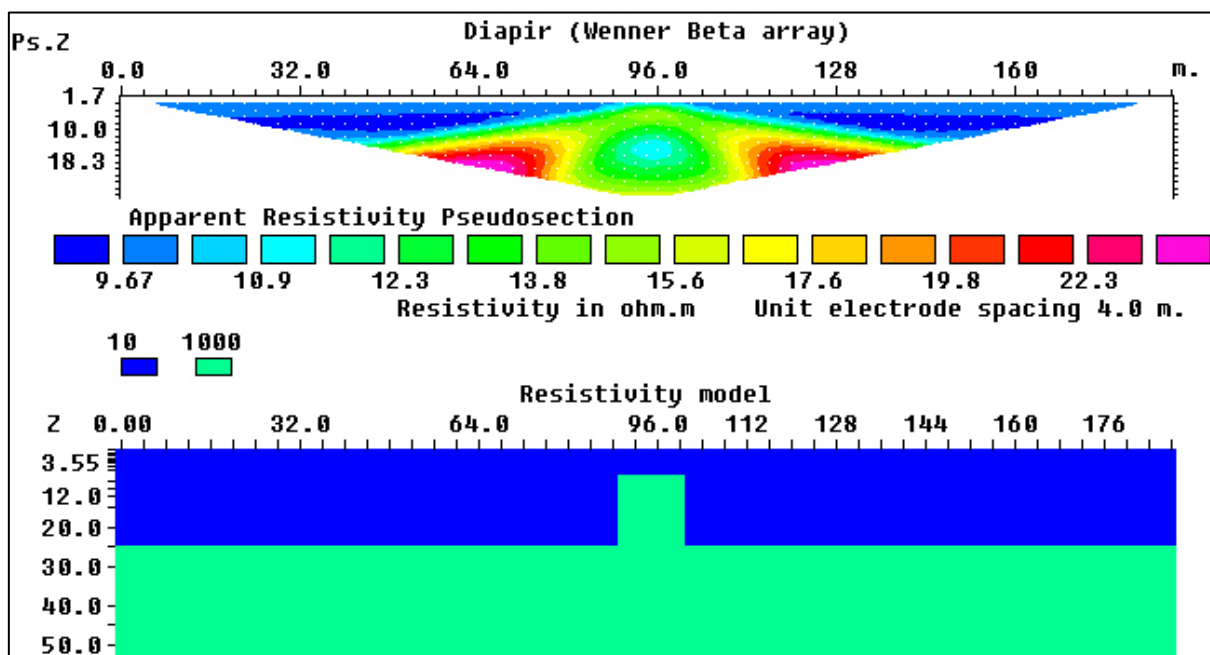 Diapir (Wenner Beta array)
Ps.Z
0.0 32.0 64.0 96.0 128 160 m.
1.7
10.0
18.3
Apparent Resistivity Pseudosection
9.67 10.9 12.3 13.8 15.6 17.6 19.8 22.3
Resistivity in ohm.m Unit electrode spacing 4.0 m.
10 1000
Resistivity model
Z 0.00 32.0 64.0 96.0 112 128 144 160 176
3.55
12.0
20.0
30.0
40.0
50.0